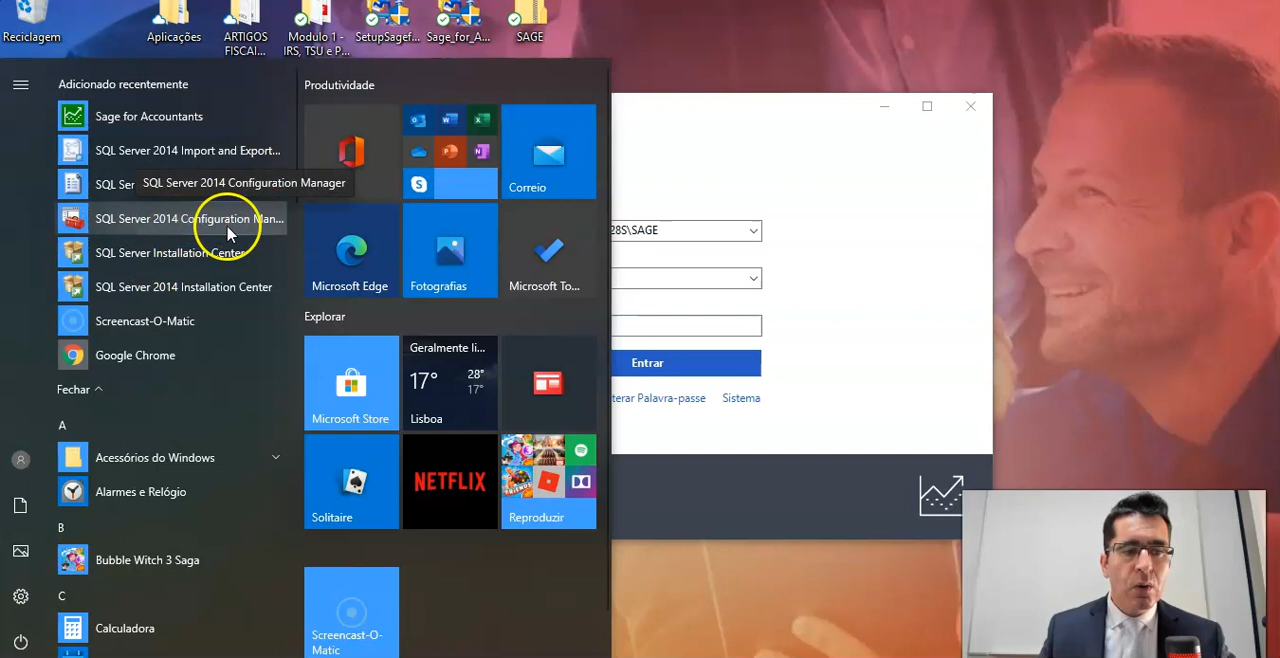 Reciclagem
Aplicações
ARTIGOS
FISCAI...
Modulo 1 -
IRS, TSU e P...
SetupSagef...
Sage_for_A...
SAGE
Adicionado recentemente
Sage for Accountants
SQL Server 2014 Import and Export...
SQL Ser
SQL Server 2014 Configuration Manager
SQL Server 2014 Configuration Man...
SQL Server Installation Center
SQL Server 2014 Installation Center
Screencast-O-Matic
Google Chrome
Fechar
A
Acessórios do Windows
Alarmes e Relógio
B
Bubble Witch 3 Saga
C
Calculadora
Produtividade
Correio
Microsoft Edge
Fotografias
Microsoft To...
Explorar
Microsoft Store
Geralmente li...
17°
28°
17°
Lisboa
Solitaire
NETFLIX
Reproduzir
Screencast-O-
Matic
28S\SAGE
Entrar
terar Palavra-passe
Sistema